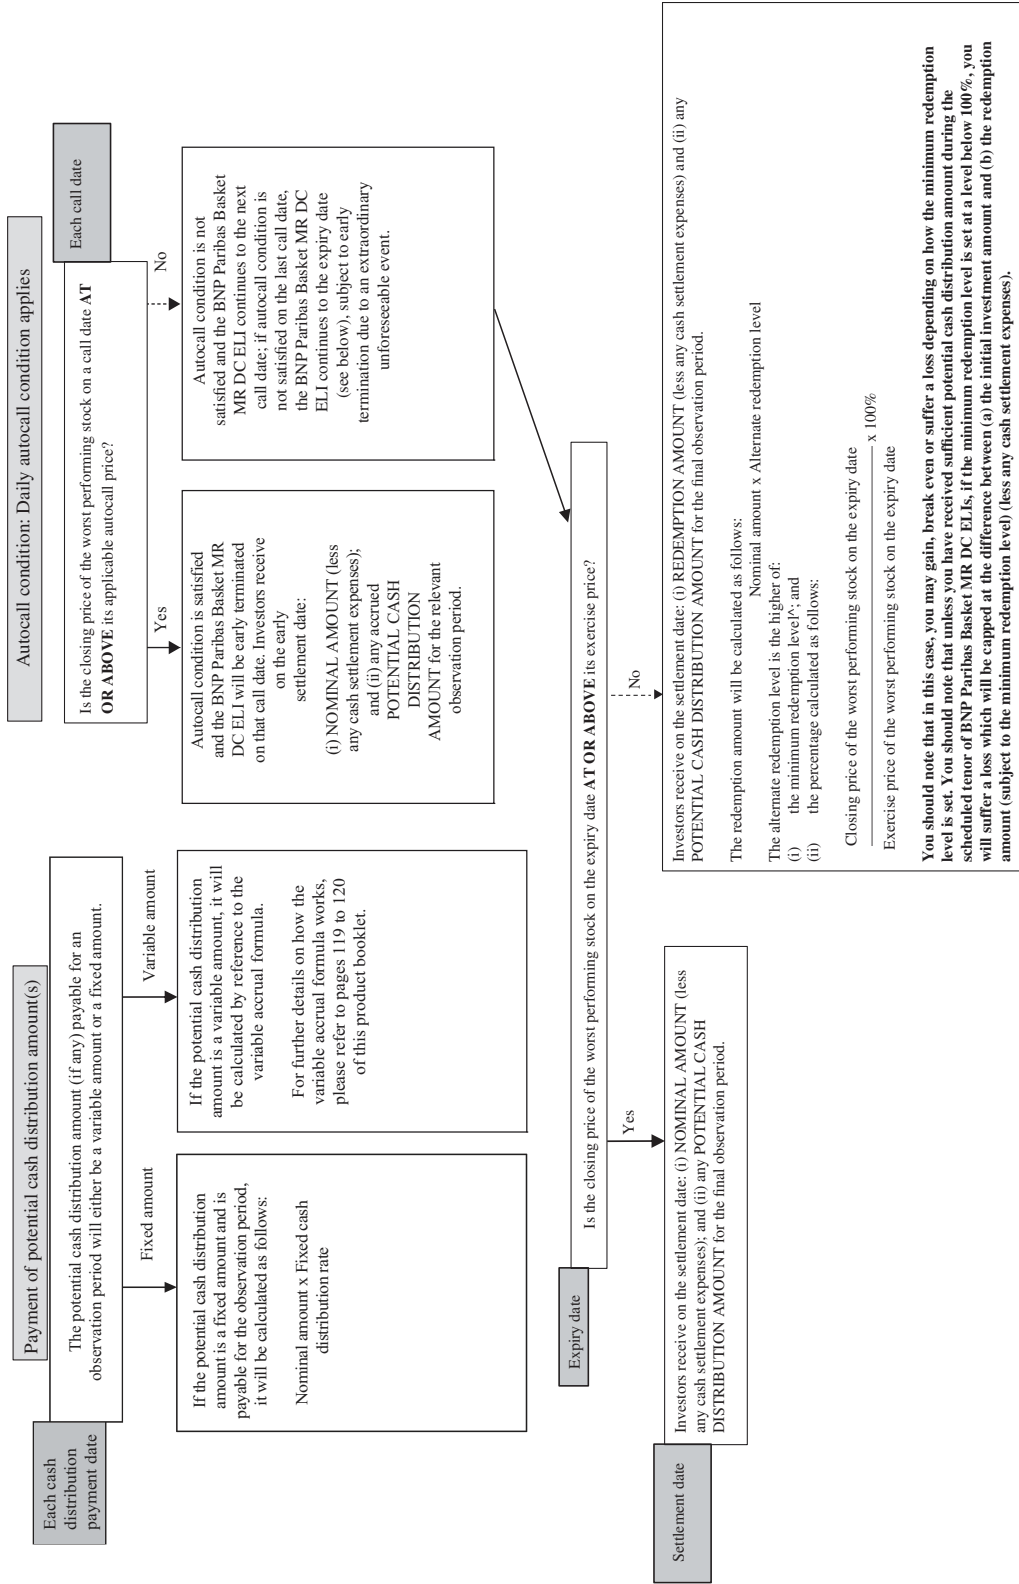 Payment of potential cash distribution amount(s)
Each cash
distribution
payment date
The potential cash distribution amount (if any) payable for an
observation period will either be a variable amount or a fixed amount.
Fixed amount
Variable amount
If the potential cash distribution
amount is a fixed amount and is
payable for the observation period,
it will be calculated as follows:
Nominal amount x Fixed cash
distribution rate
If the potential cash distribution
amount is a variable amount, it will
be calculated by reference to the
variable accrual formula.
For further details on how the
variable accrual formula works,
please refer to pages 119 to 120
of this product booklet.
Autocall condition: Daily autocall condition applies
Each call date
Is the closing price of the worst performing stock on a call date AT
OR ABOVE its applicable autocall price?
Yes
No
Autocall condition is satisfied
and the BNP Paribas Basket MR
DC ELI will be early terminated
on that call date. Investors receive
on the early
settlement date:
(i) NOMINAL AMOUNT (less
any cash settlement expenses);
and (ii) any accrued
POTENTIAL CASH
DISTRIBUTION
AMOUNT for the relevant
observation period.
Autocall condition is not
satisfied and the BNP Paribas Basket
MR DC ELI continues to the next
call date; if autocall condition is
not satisfied on the last call date,
the BNP Paribas Basket MR DC
ELI continues to the expiry date
(see below), subject to early
termination due to an extraordinary
unforeseeable event.
Expiry date
Is the closing price of the worst performing stock on the expiry date AT OR ABOVE its exercise price?
Yes
No
Settlement date
Investors receive on the settlement date: (i) NOMINAL AMOUNT (less
any cash settlement expenses); and (ii) any POTENTIAL CASH
DISTRIBUTION AMOUNT for the final observation period.
Investors receive on the settlement date: (i) REDEMPTION AMOUNT (less any cash settlement expenses) and (ii) any
POTENTIAL CASH DISTRIBUTION AMOUNT for the final observation period.
The redemption amount will be calculated as follows:
Nominal amount x Alternate redemption level
The alternate redemption level is the higher of:
(i) the minimum redemption level^; and
(ii) the percentage calculated as follows:
Closing price of the worst performing stock on the expiry date
x 100%
Exercise price of the worst performing stock on the expiry date
You should note that in this case, you may gain, break even or suffer a loss depending on how the minimum redemption
level is set. You should note that unless you have received sufficient potential cash distribution amount during the
scheduled tenor of BNP Paribas Basket MR DC ELIs, if the minimum redemption level is set at a level below 100%, you
will suffer a loss which will be capped at the difference between (a) the initial investment amount and (b) the redemption
amount (subject to the minimum redemption level) (less any cash settlement expenses).